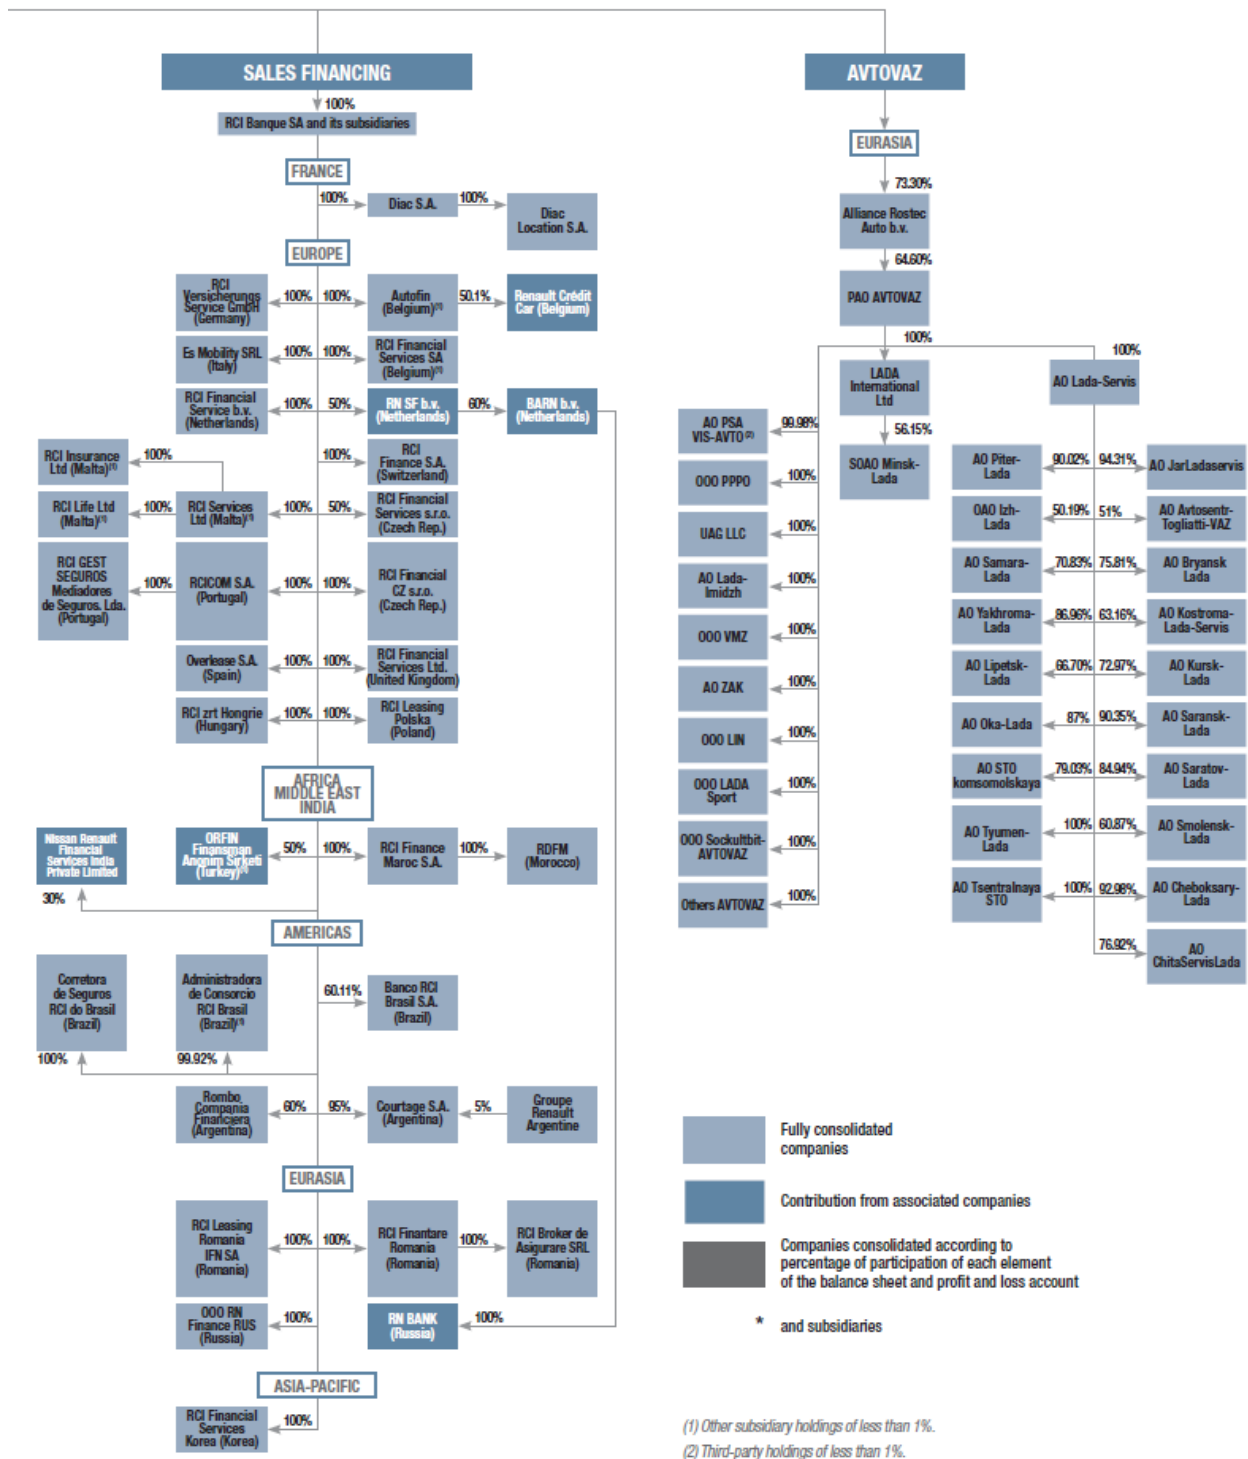 SALES FINANCING
100%
RCI Banque SA and its subsidiaries
FRANCE
100%
Diac S.A.
100%
Diac
Location S.A.
EUROPE
RCI
Versicherungs
Service GmbH
(Germany)
100%
100%
Autofin
(Belgium)(1)
50.1%
Renault Crédit
Car (Belgium)
Es Mobility SRL
(Italy)
100%
100%
RCI Financial
Services SA
(Belgium)(1)
RCI Financial
Service b.v.
(Netherlands)
100%
50%
RN SF b.v.
(Netherlands)
60%
BARN b.v.
(Netherlands)
RCI Insurance
Ltd (Malta)(1)
100%
100%
RCI
Finance S.A.
(Switzerland)
RCI Life Ltd
(Malta)(1)
100%
RCI Services
Ltd (Malta)(1)
100%
50%
RCI Financial
Services s.r.o.
(Czech Rep.)
RCI GEST
SEGUROS
Mediadores
de Seguros. Lda.
(Portugal)
100%
RCICOM S.A.
(Portugal)
100%
100%
RCI Financial
CZ s.r.o.
(Czech Rep.)
Overlease S.A.
(Spain)
100%
100%
RCI Financial
Services Ltd.
(United Kingdom)
RCI zrt Hongrie
(Hungary)
100%
100%
RCI Leasing
Polska
(Poland)
AFRICA
MIDDLE EAST
INDIA
Nissan Renault
Financial
Services India
Private Limited
30%
ORFIN
Finansman
Anonim Sirketi
(Turkey)(1)
50%
100%
RCI Finance
Maroc S.A.
100%
RDFM
(Morocco)
AMERICAS
Corretora
de Seguros
RCI do Brasil
(Brazil)
100%
Administradora
de Consorcio
RCI Brasil
(Brazil)(1)
99.92%
60.11%
Banco RCI
Brasil S.A.
(Brazil)
Rombo
Compania
Financiera
(Argentina)
60%
95%
Courtage S.A.
(Argentina)
5%
Groupe
Renault
Argentine
EURASIA
RCI Leasing
Romania
IFN SA
(Romania)
100%
100%
RCI Finantare
Romania
(Romania)
100%
RCI Broker de
Asigurare SRL
(Romania)
OOO RN
Finance RUS
(Russia)
100%
RN BANK
(Russia)
100%
ASIA-PACIFIC
RCI Financial
Services
Korea (Korea)
100%
AVTOVAZ
EURASIA
73.30%
Alliance Rostec
Auto b.v.
64.60%
PAO AVTOVAZ
100%
LADA
International
Ltd
56.15%
SOAO Minsk-
Lada
100%
AO Lada-Servis
AO PSA
VIS-AVTO(2)
99.98%
OOO PPPO
100%
UAG LLC
100%
AO Lada-
Imidzh
100%
OOO VMZ
100%
AO ZAK
100%
OOO LIN
100%
OOO LADA
Sport
100%
OOO Sockultbit-
AVTOVAZ
100%
Others AVTOVAZ
100%
AO Piter-
Lada
90.02%
94.31%
AO JarLadaservis
OAO Izh-
Lada
50.19%
51%
AO Avtosentr-
Togliatti-VAZ
AO Samara-
Lada
70.83%
75.81%
AO Bryansk
Lada
AO Yakhroma-
Lada
86.96%
63.16%
AO Kostroma-
Lada-Servis
AO Lipetsk-
Lada
66.70%
72.97%
AO Kursk-
Lada
AO Oka-Lada
87%
90.35%
AO Saransk-
Lada
AO STO
komsomolskaya
79.03%
84.94%
AO Saratov-
Lada
AO Tyumen-
Lada
100%
60.87%
AO Smolensk-
Lada
AO Tsentralnaya
STO
100%
92.98%
AO Cheboksary-
Lada
76.92%
AO
ChitaServisLada
Fully consolidated
companies
Contribution from associated companies
Companies consolidated according to
percentage of participation of each element
of the balance sheet and profit and loss account
* and subsidiaries
(1) Other subsidiary holdings of less than 1%.
(2) Third-party holdings of less than 1%.